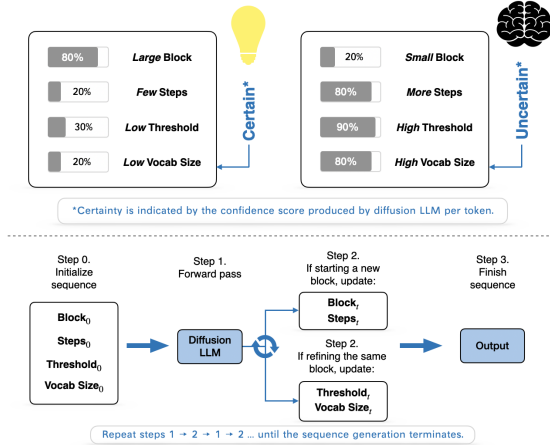 80% Large Block
20% Few Steps
30% Low Threshold
20% Low Vocab Size
Certain*
20% Small Block
80% More Steps
90% High Threshold
80% High Vocab Size
Uncertain*
*Certainty is indicated by the confidence score produced by diffusion LLM per token.
Step 0.
Initialize
sequence
Block0
Steps0
Threshold0
Vocab Size0
Step 1.
Forward pass
Diffusion
LLM
Step 2.
If starting a new
block, update:
Blockt
Stepst
Step 2.
If refining the same
block, update:
Thresholdt
Vocab Sizet
Step 3.
Finish
sequence
Output
Repeat steps 1 → 2 → 1 → 2 ... until the sequence generation terminates.